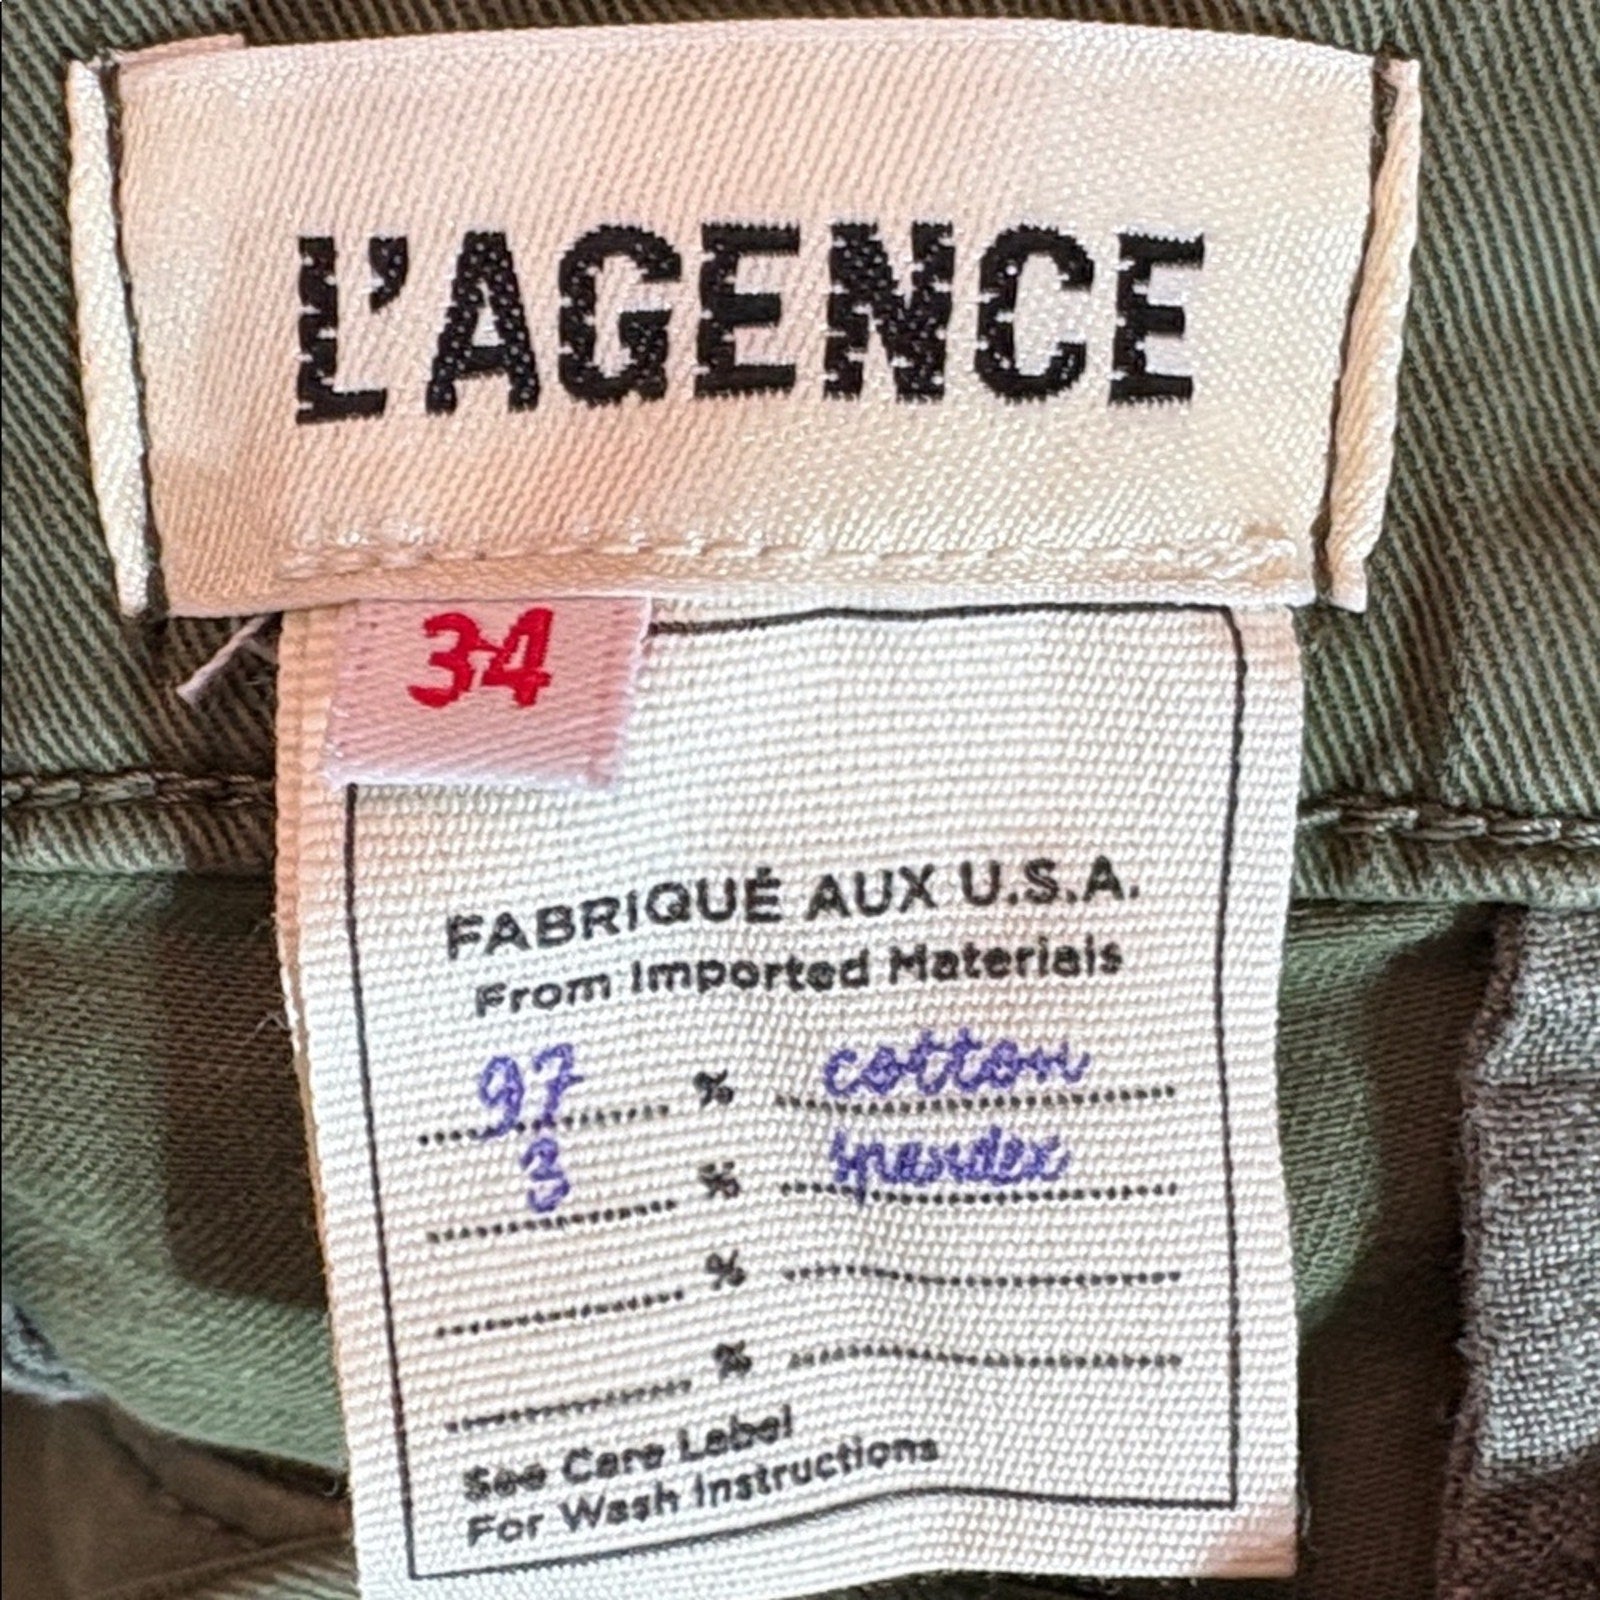 L'AGENCE
34
FABRIQUÉ AUX U.S.A.
From Imported Materials
97 % cotton
3 % spandex
%
%
See Care Label
For Wash Instructions